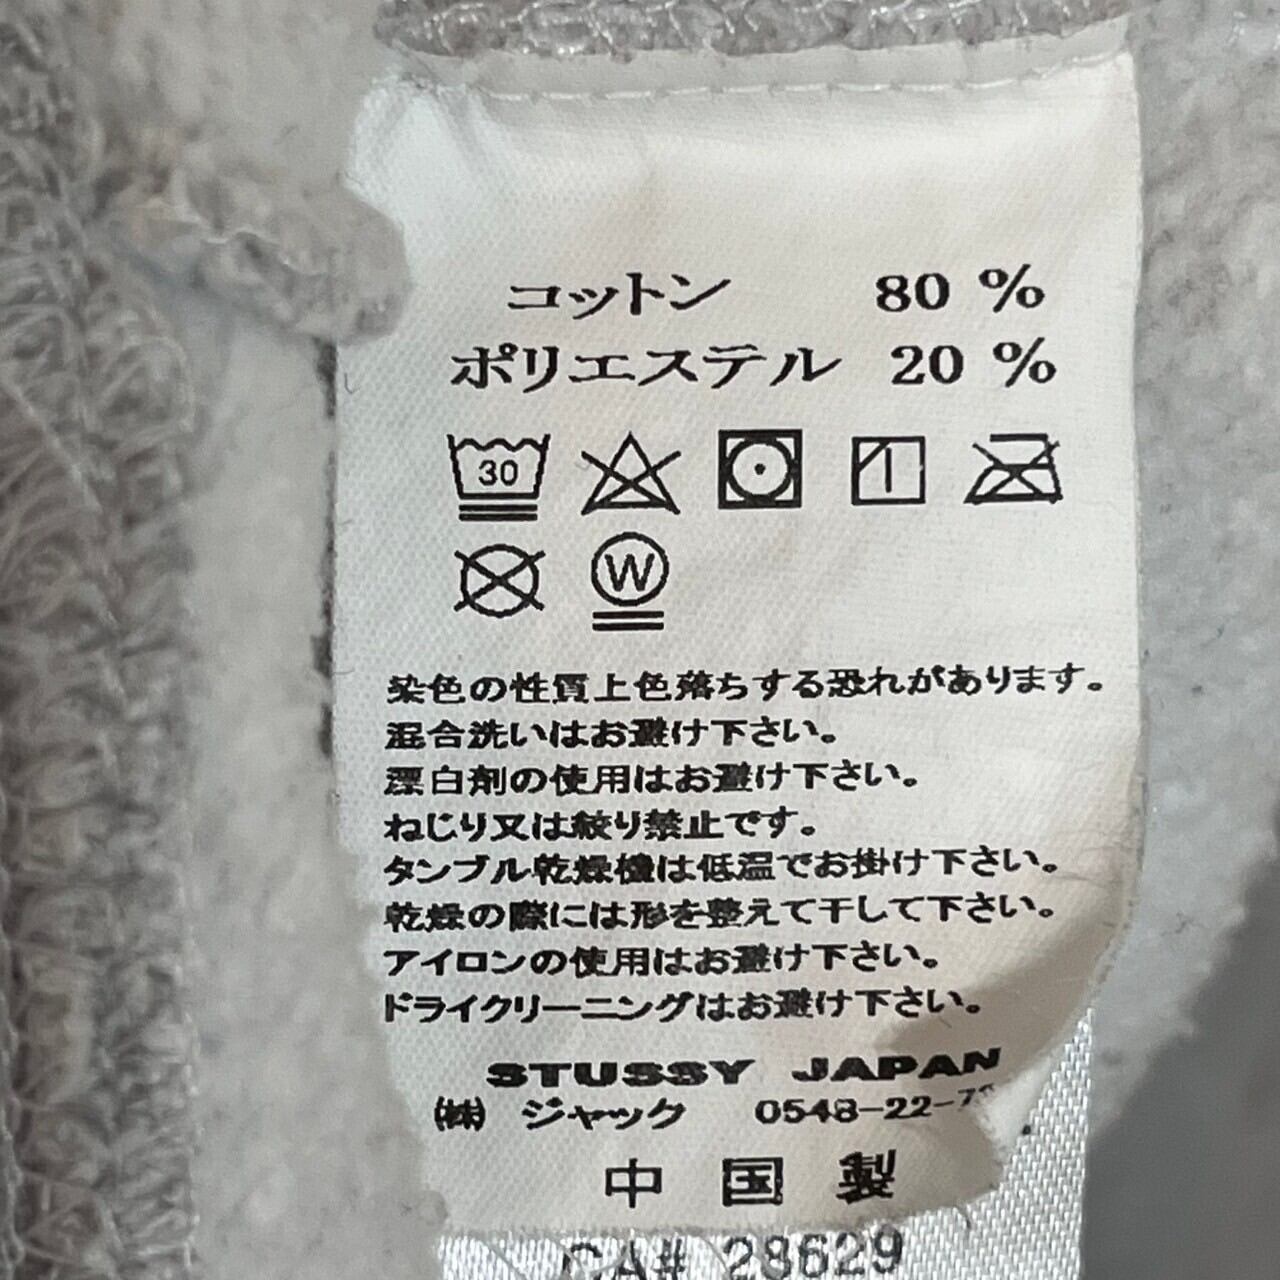 コットン 80 %
ポリエステル 20 %
30
W
染色の性質上色落ちする恐れがあります。
混合洗いはお避け下さい。
漂白剤の使用はお避け下さい。
ねじり又は絞り禁止です。
タンブル乾燥機は低温でお掛け下さい。
乾燥の際には形を整えて干して下さい。
アイロンの使用はお避け下さい。
ドライクリーニングはお避け下さい。
STUSSY JAPAN
(株) ジャック 0548-22-7
中国製
CA# 28629